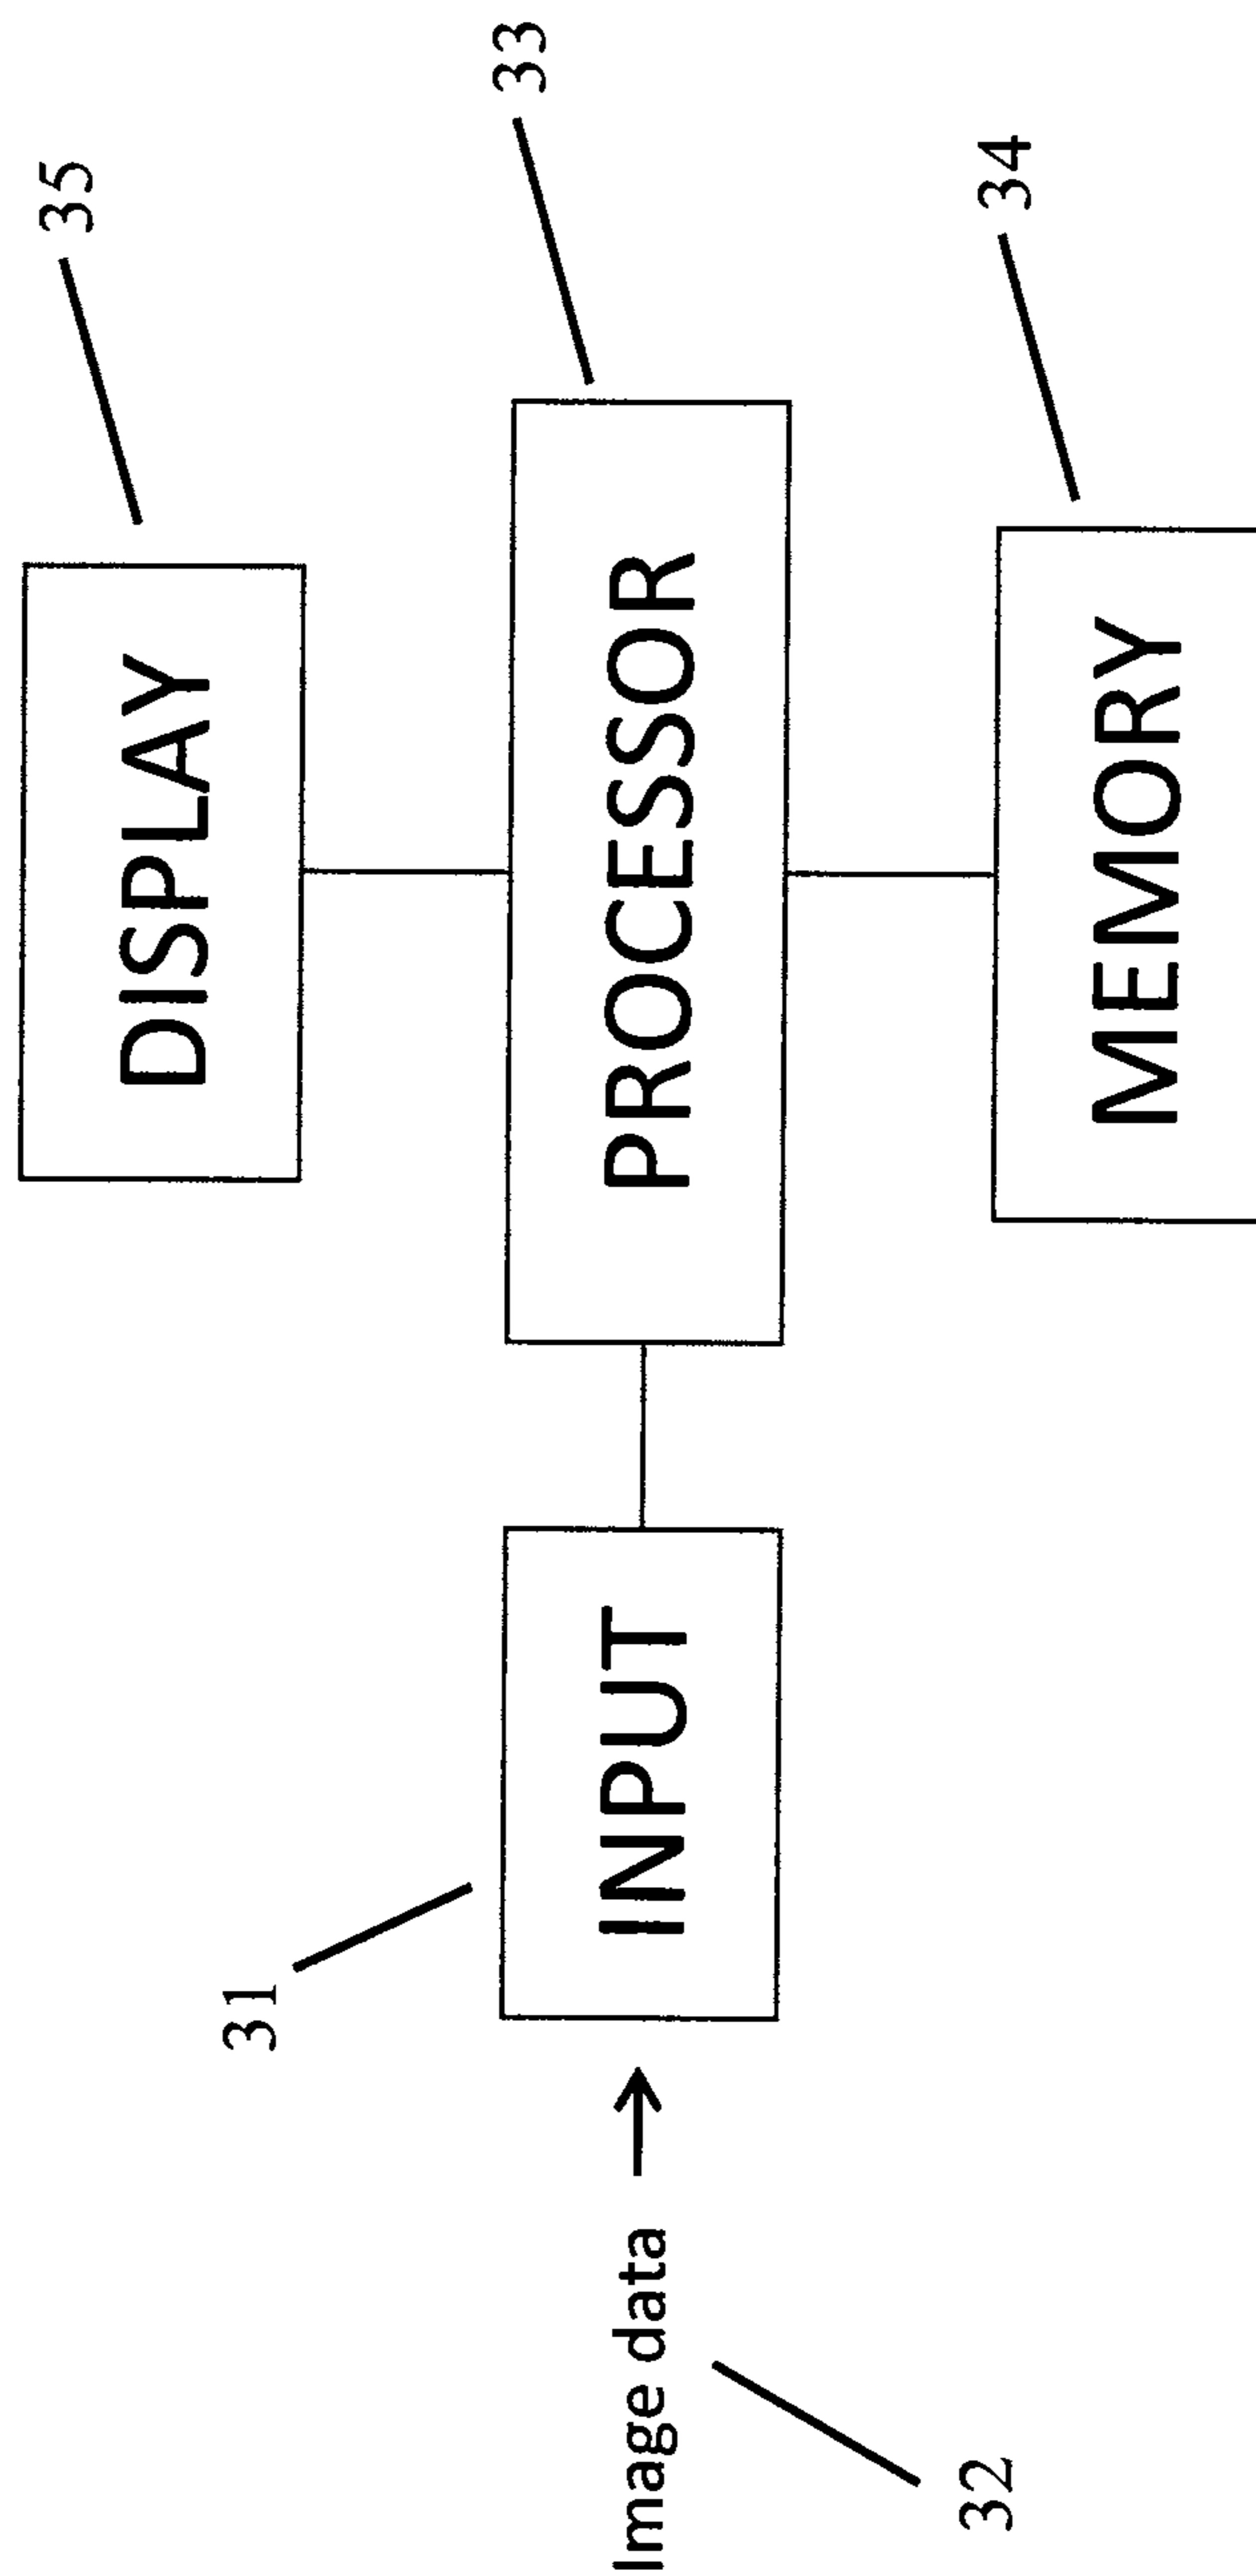 35
DISPLAY
33
PROCESSOR
31
INPUT
Image data
32
34
MEMORY